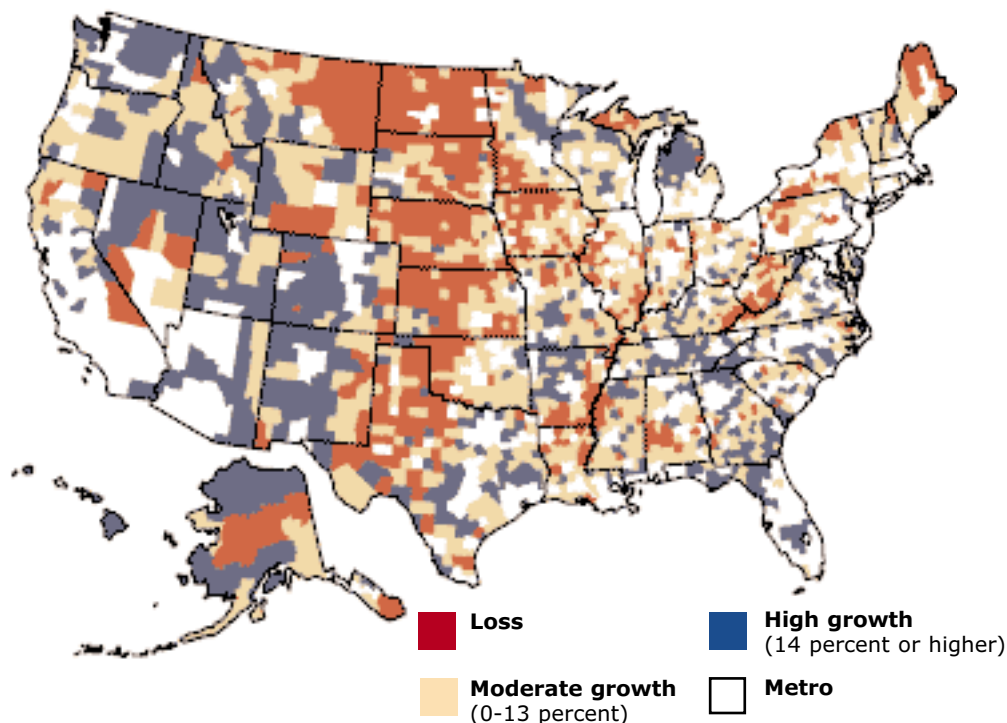 Loss
High growth
(14 percent or higher)
Moderate growth
(0-13 percent)
Metro